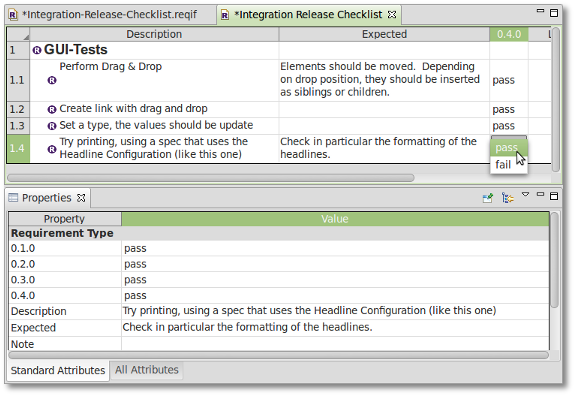 *Integration-Release-Checklist.reqif
*Integration Release Checklist
Description Expected 0.4.0
1 GUI-Tests
1.1 Perform Drag & Drop Elements should be moved. Depending
on drop position, they should be inserted
as siblings or children. pass
1.2 Create link with drag and drop pass
1.3 Set a type, the values should be update pass
1.4 Try printing, using a spec that uses the Check in particular the formatting of the pass
Headline Configuration (like this one) headlines.
fail
Properties
Property Value
Requirement Type
0.1.0 pass
0.2.0 pass
0.3.0 pass
0.4.0 pass
Description Try printing, using a spec that uses the Headline Configuration (like this one)
Expected Check in particular the formatting of the headlines.
Note
Standard Attributes All Attributes